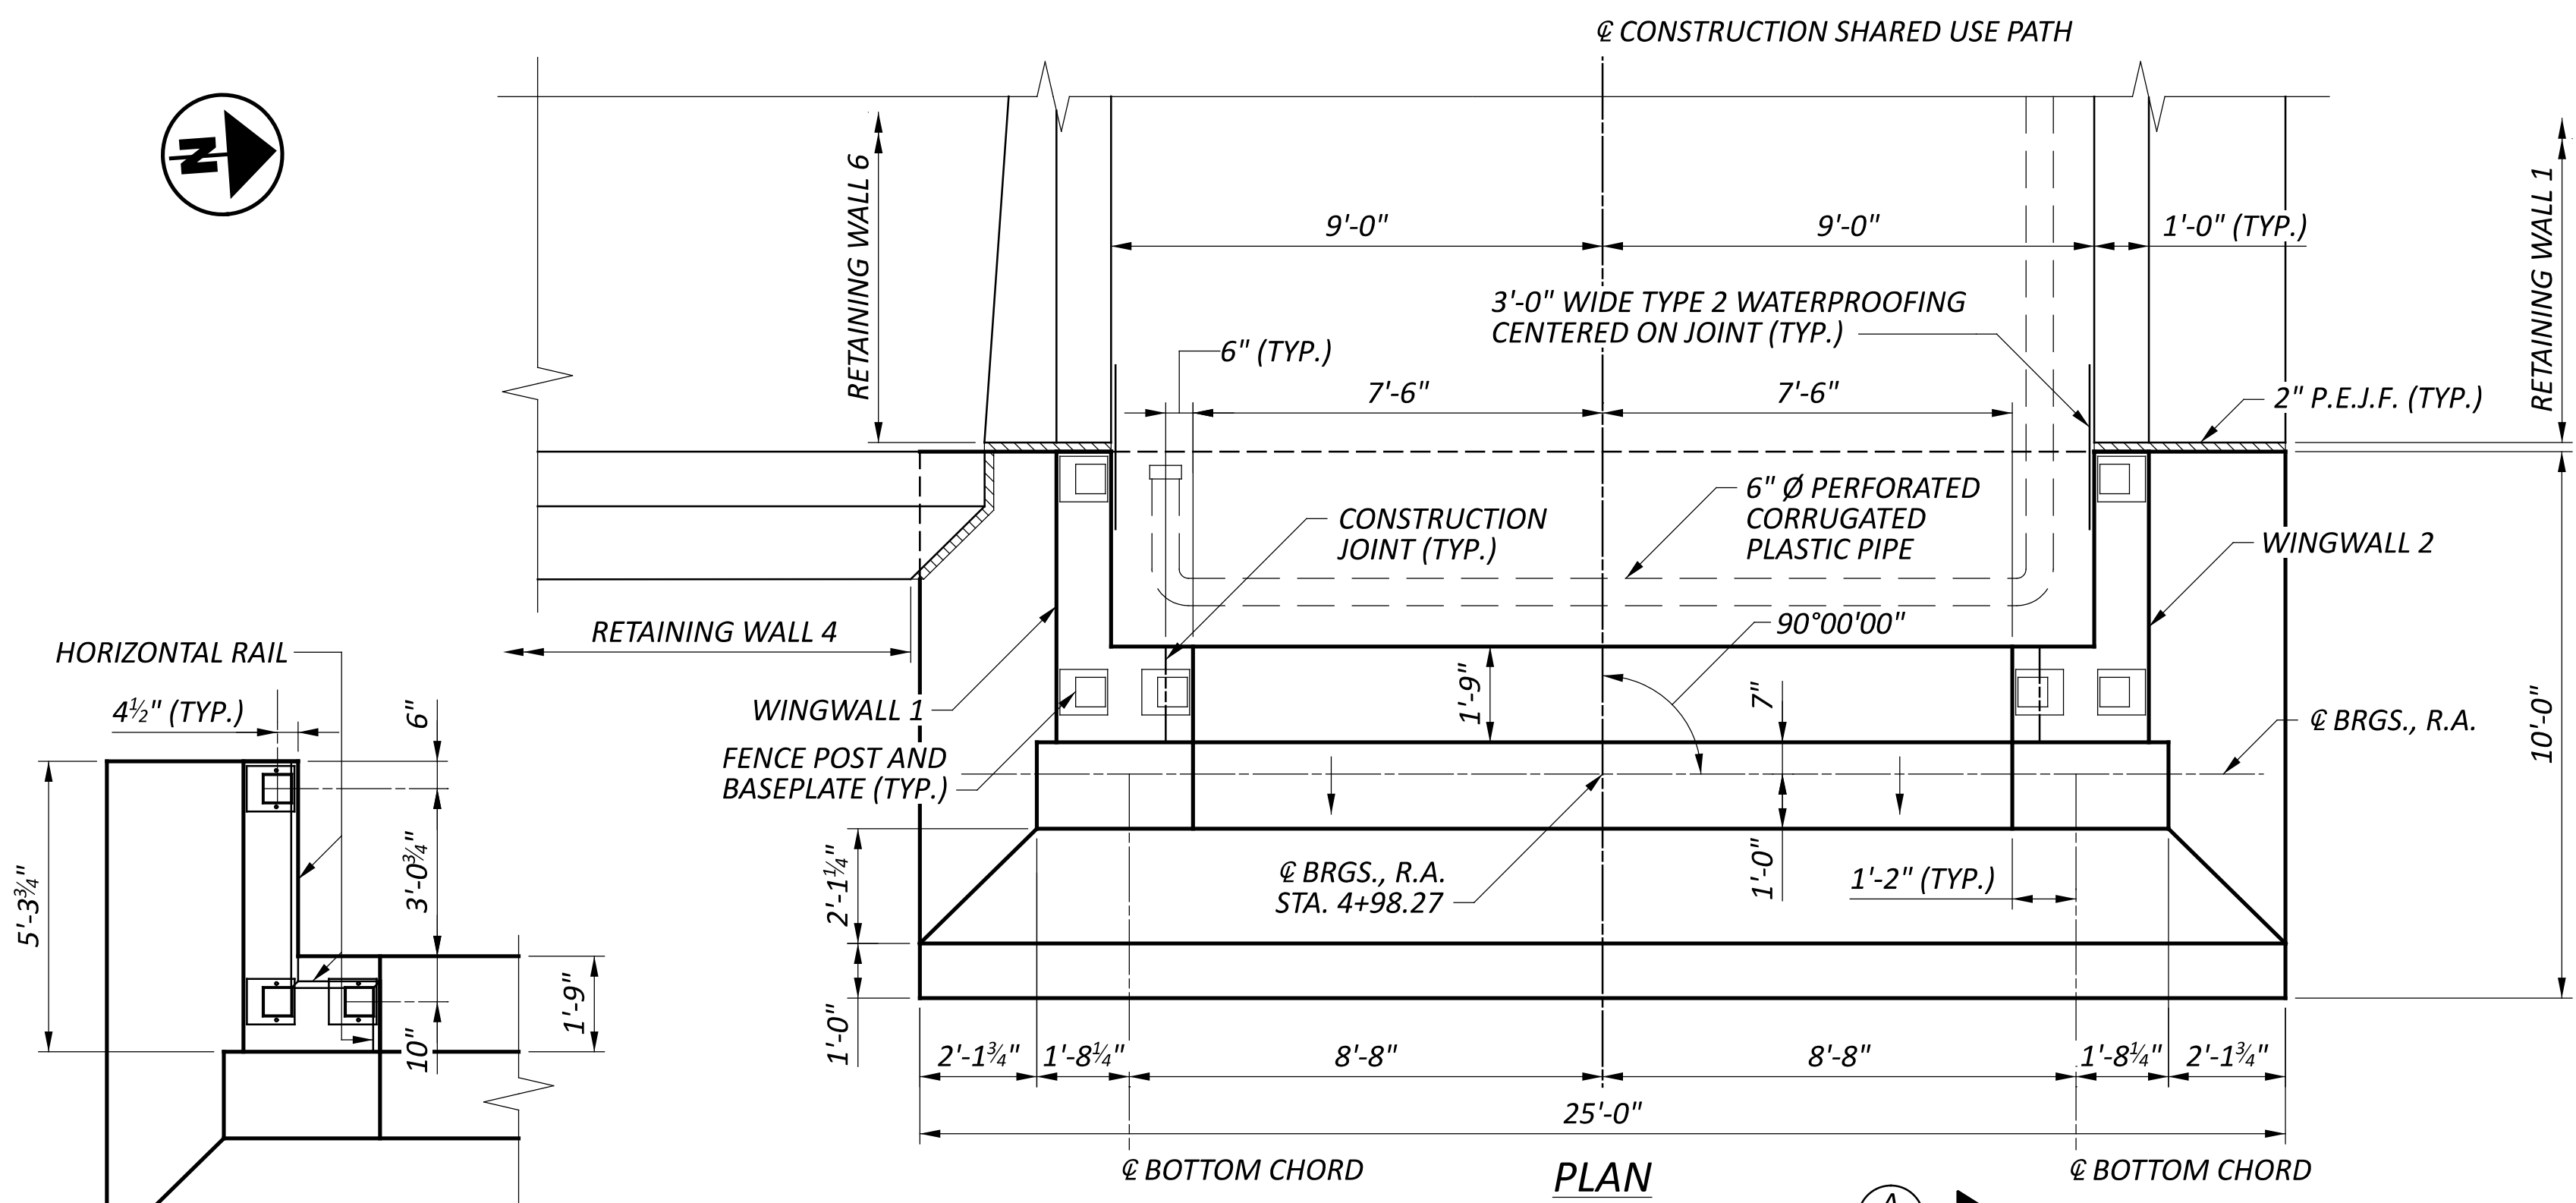 ℄ CONSTRUCTION SHARED USE PATH
N
RETAINING WALL 6
9'-0"
9'-0"
1'-0" (TYP.)
RETAINING WALL 1
3'-0" WIDE TYPE 2 WATERPROOFING
CENTERED ON JOINT (TYP.)
6" (TYP.)
7'-6"
7'-6"
2" P.E.J.F. (TYP.)
6" Ø PERFORATED
CORRUGATED
PLASTIC PIPE
CONSTRUCTION
JOINT (TYP.)
WINGWALL 2
90°00'00"
RETAINING WALL 4
HORIZONTAL RAIL
4½" (TYP.)
6"
WINGWALL 1
1'-9"
7"
10'-0"
℄ BRGS., R.A.
FENCE POST AND
BASEPLATE (TYP.)
5'-3¾"
3'-0¾"
2'-1¼"
℄ BRGS., R.A.
STA. 4+98.27
1'-0"
1'-2" (TYP.)
1'-9"
10"
1'-0"
2'-1¾"
1'-8¼"
8'-8"
8'-8"
1'-8¼"
2'-1¾"
25'-0"
℄ BOTTOM CHORD
PLAN
℄ BOTTOM CHORD
A